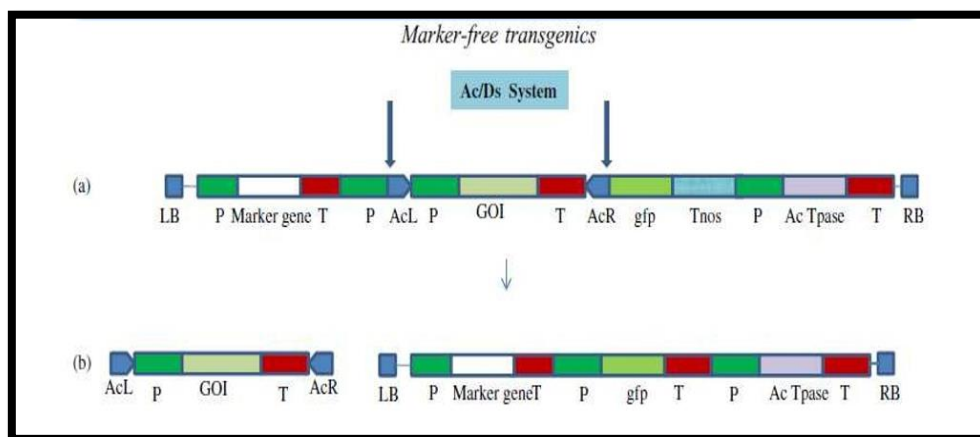 Marker-free transgenics
Ac/Ds System
(a)
LB P Marker gene T P AcL P GOI T AcR gfp Tnos P Ac Tpase T RB
(b)
AcL P GOI T AcR LB P Marker geneT P gfp T P Ac Tpase T RB